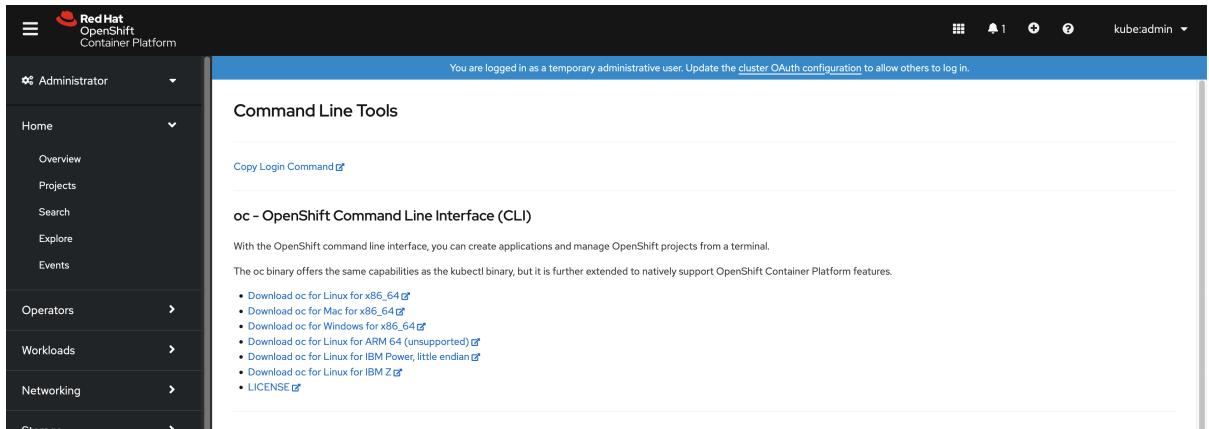 Red Hat
OpenShift
Container Platform
1
kube:admin
Administrator
You are logged in as a temporary administrative user. Update the cluster OAuth configuration to allow others to log in.
Home
Overview
Projects
Search
Explore
Events
Operators
Workloads
Networking
Command Line Tools
Copy Login Command
oc - OpenShift Command Line Interface (CLI)
With the OpenShift command line interface, you can create applications and manage OpenShift projects from a terminal.
The oc binary offers the same capabilities as the kubectl binary, but it is further extended to natively support OpenShift Container Platform features.
• Download oc for Linux for x86_64
• Download oc for Mac for x86_64
• Download oc for Windows for x86_64
• Download oc for Linux for ARM 64 (unsupported)
• Download oc for Linux for IBM Power, little endian
• Download oc for Linux for IBM Z
• LICENSE